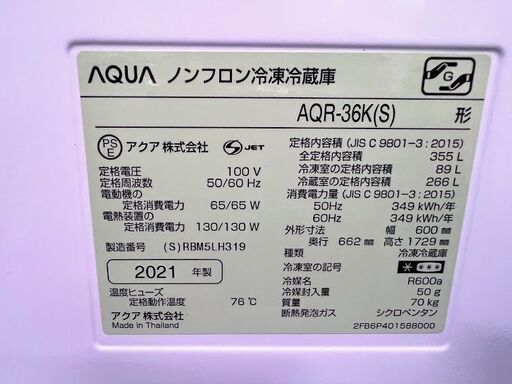 AQUA ノンフロン冷凍冷蔵庫
G
AQR-36K(S) 形
PS E アクア 株式会社 S JET
定格電圧 100 V
定格周波数 50/60 Hz
電動機の
定格消費電力 65/65 W
電熱装置の
定格消費電力 130/130 W
製造番号 (S)RBM5LH319
2021 年製
温度ヒューズ
定格動作温度 76℃
アクア 株式会社
Made in Thailand
定格内容積 (JIS C 9801-3 : 2015)
全定格内容積 355 L
冷凍室の定格内容積 89 L
冷蔵室の定格内容積 266 L
消費電力量 (JIS C 9801-3 : 2015)
50Hz 349 kWh/年
60Hz 349 kWh/年
外形寸法 幅 600 mm
奥行 662 mm 高さ 1729 mm
種類 冷凍冷蔵庫
冷凍室の記号 * ***
冷媒名 R600a
冷媒封入量 50 g
質量 70 kg
断熱発泡ガス シクロペンタン
2FB6P401588000